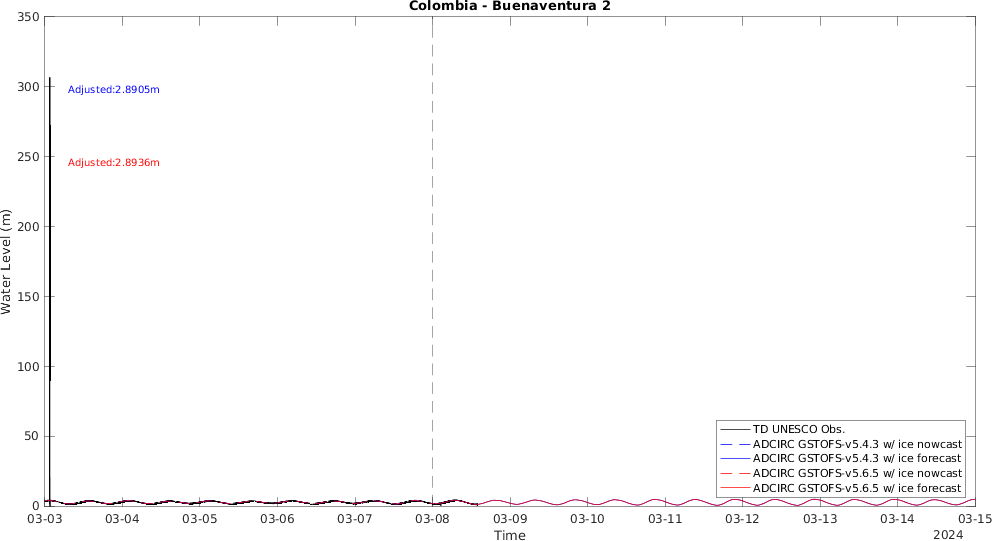 Colombia - Buenaventura 2
350
300
250
200
150
100
50
0
Water Level (m)
Adjusted:2.8905m
Adjusted:2.8936m
TD UNESCO Obs.
ADCIRC GSTOFS-v5.4.3 w/ ice nowcast
ADCIRC GSTOFS-v5.4.3 w/ ice forecast
ADCIRC GSTOFS-v5.6.5 w/ ice nowcast
ADCIRC GSTOFS-v5.6.5 w/ ice forecast
03-03 03-04 03-05 03-06 03-07 03-08 03-09 03-10 03-11 03-12 03-13 03-14 03-15
Time
2024